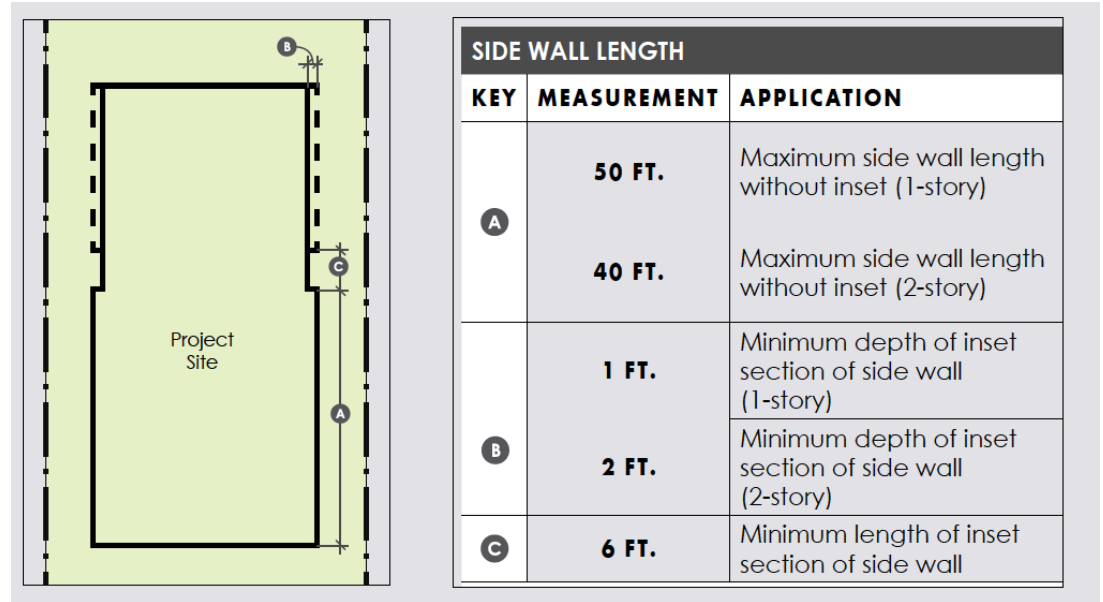 B
C
Project
Site
A
SIDE WALL LENGTH
KEY MEASUREMENT APPLICATION
A
50 FT.
Maximum side wall length
without inset (1-story)
40 FT.
Maximum side wall length
without inset (2-story)
B
1 FT.
Minimum depth of inset
section of side wall
(1-story)
2 FT.
Minimum depth of inset
section of side wall
(2-story)
C
6 FT.
Minimum length of inset
section of side wall